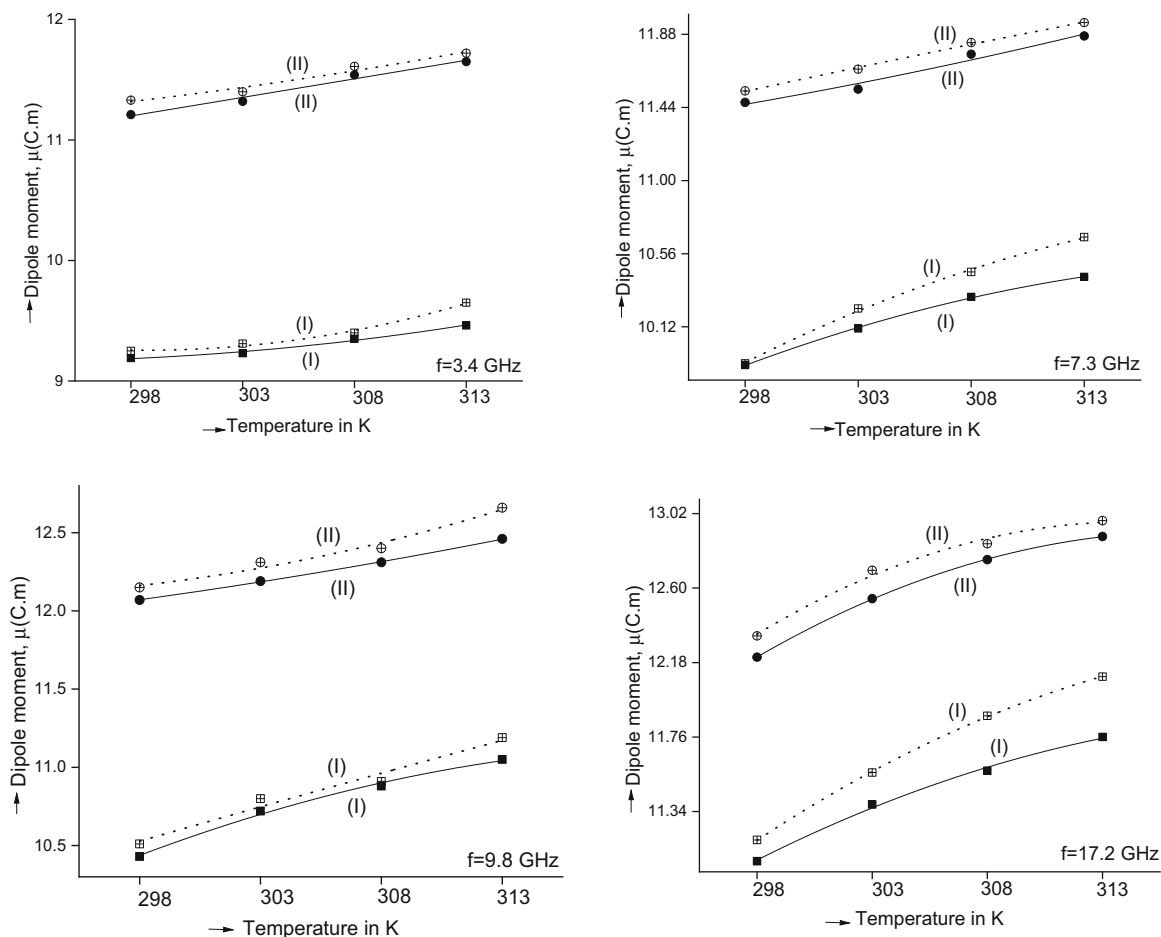 12
11
10
9
Dipole moment, μ(C.m)
(II)
(II)
(I)
(I)
f=3.4 GHz
298 303 308 313
Temperature in K
11.88
11.44
11.00
10.56
10.12
Dipole moment, μ(C.m)
(II)
(II)
(I)
(I)
f=7.3 GHz
298 303 308 313
Temperature in K
12.5
12.0
11.5
11.0
10.5
Dipole moment, μ(C.m)
(II)
(II)
(I)
(I)
f=9.8 GHz
298 303 308 313
Temperature in K
13.02
12.60
12.18
11.76
11.34
Dipole moment, μ(C.m)
(II)
(II)
(I)
(I)
f=17.2 GHz
298 303 308 313
Temperature in K